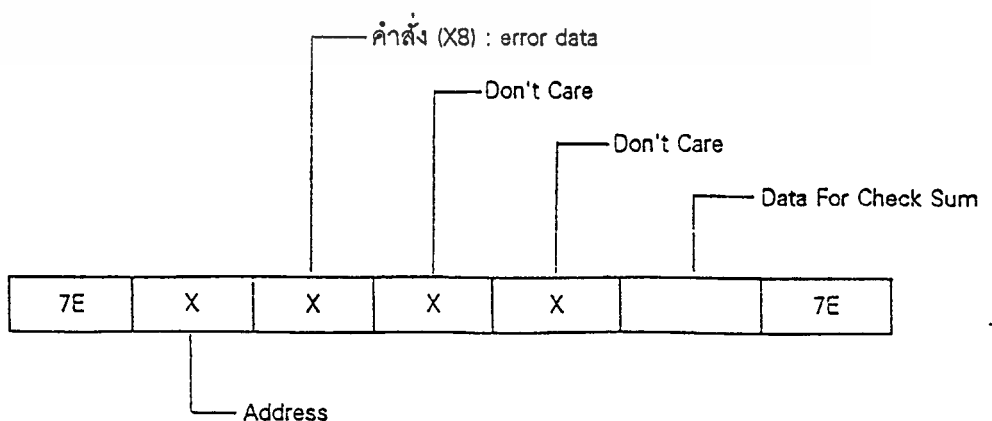 คำสั่ง (X8) : error data
Don't Care
Don't Care
Data For Check Sum
7E X X X X 7E
Address